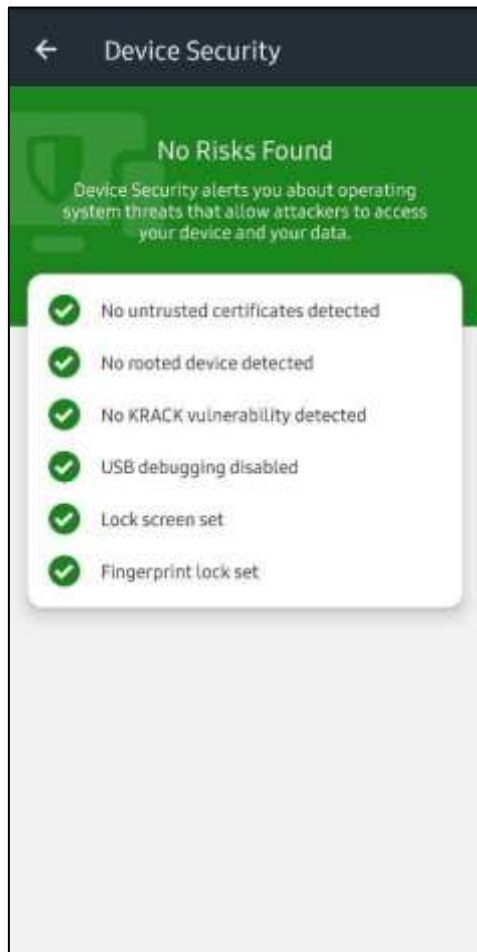 Device Security
No Risks Found
Device Security alerts you about operating
system threats that allow attackers to access
your device and your data.
No untrusted certificates detected
No rooted device detected
No KRACK vulnerability detected
USB debugging disabled
Lock screen set
Fingerprint lock set